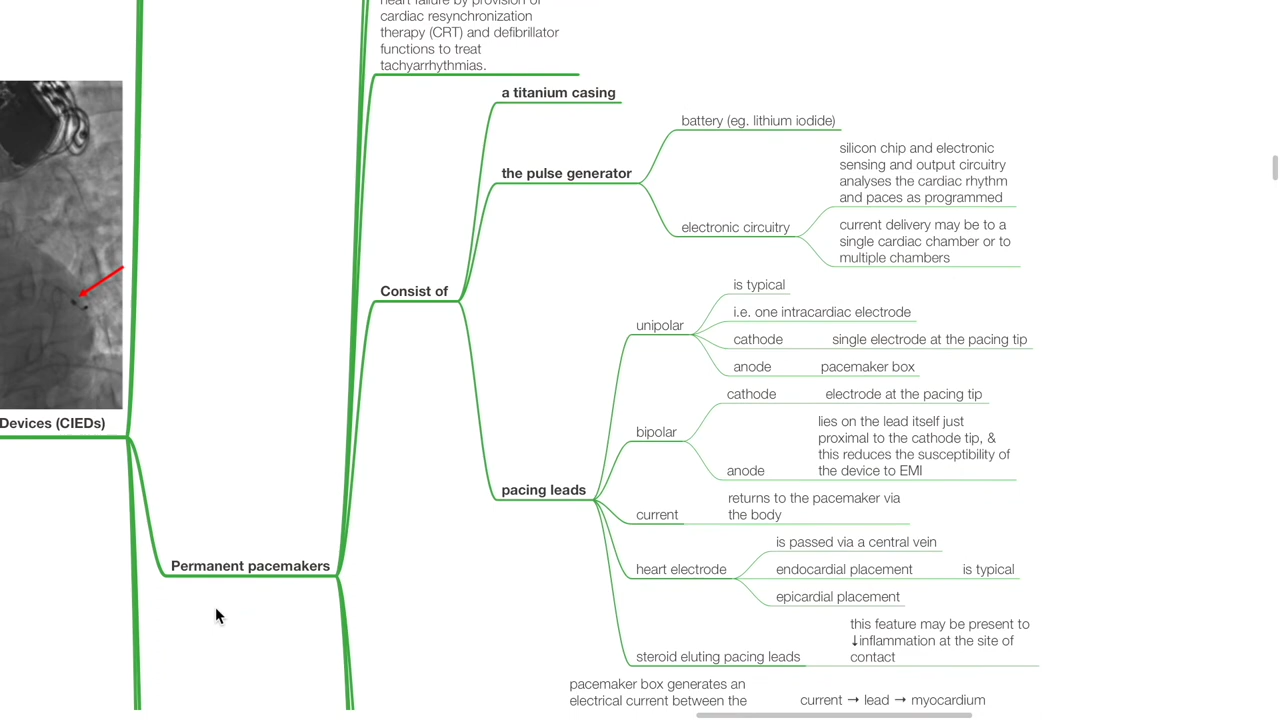 heart failure by provision of
cardiac resynchronization
therapy (CRT) and defibrillator
functions to treat
tachyarrhythmias.
a titanium casing
battery (eg. lithium iodide)
the pulse generator
silicon chip and electronic
sensing and output circuitry
analyses the cardiac rhythm
and paces as programmed
electronic circuitry
current delivery may be to a
single cardiac chamber or to
multiple chambers
Consist of
is typical
unipolar
i.e. one intracardiac electrode
cathode single electrode at the pacing tip
anode pacemaker box
cathode electrode at the pacing tip
bipolar
lies on the lead itself just
proximal to the cathode tip, &
this reduces the susceptibility of
the device to EMI
anode
Devices (CIEDs)
pacing leads
returns to the pacemaker via
the body
current
is passed via a central vein
heart electrode
endocardial placement is typical
epicardial placement
Permanent pacemakers
this feature may be present to
↓inflammation at the site of
contact
steroid eluting pacing leads
pacemaker box generates an
electrical current between the
current → lead → myocardium